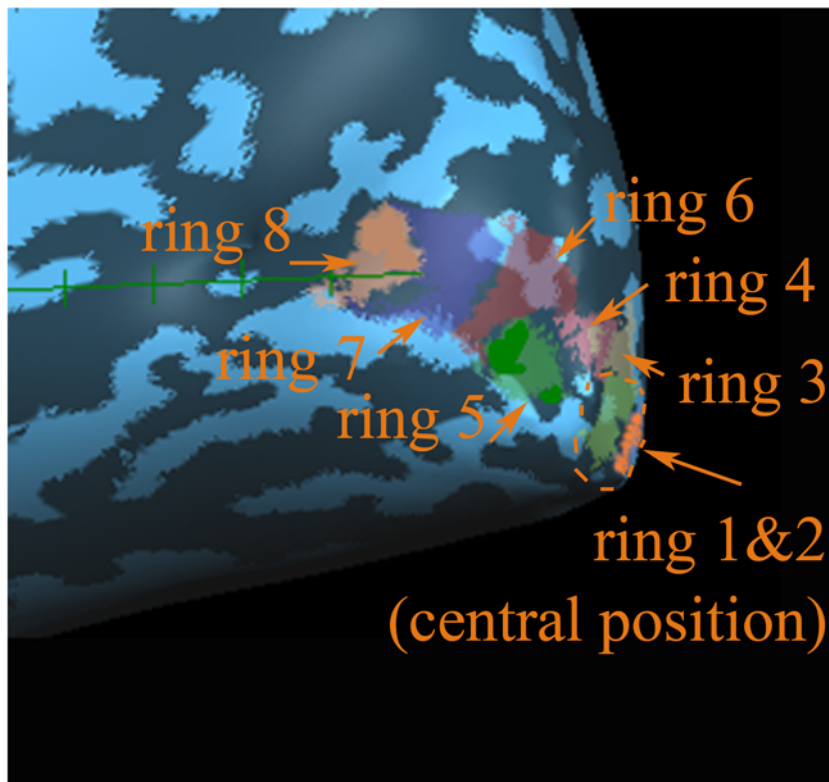 ring 6
ring 8
ring 4
ring 7
ring 3
ring 5
ring 1&2
(central position)